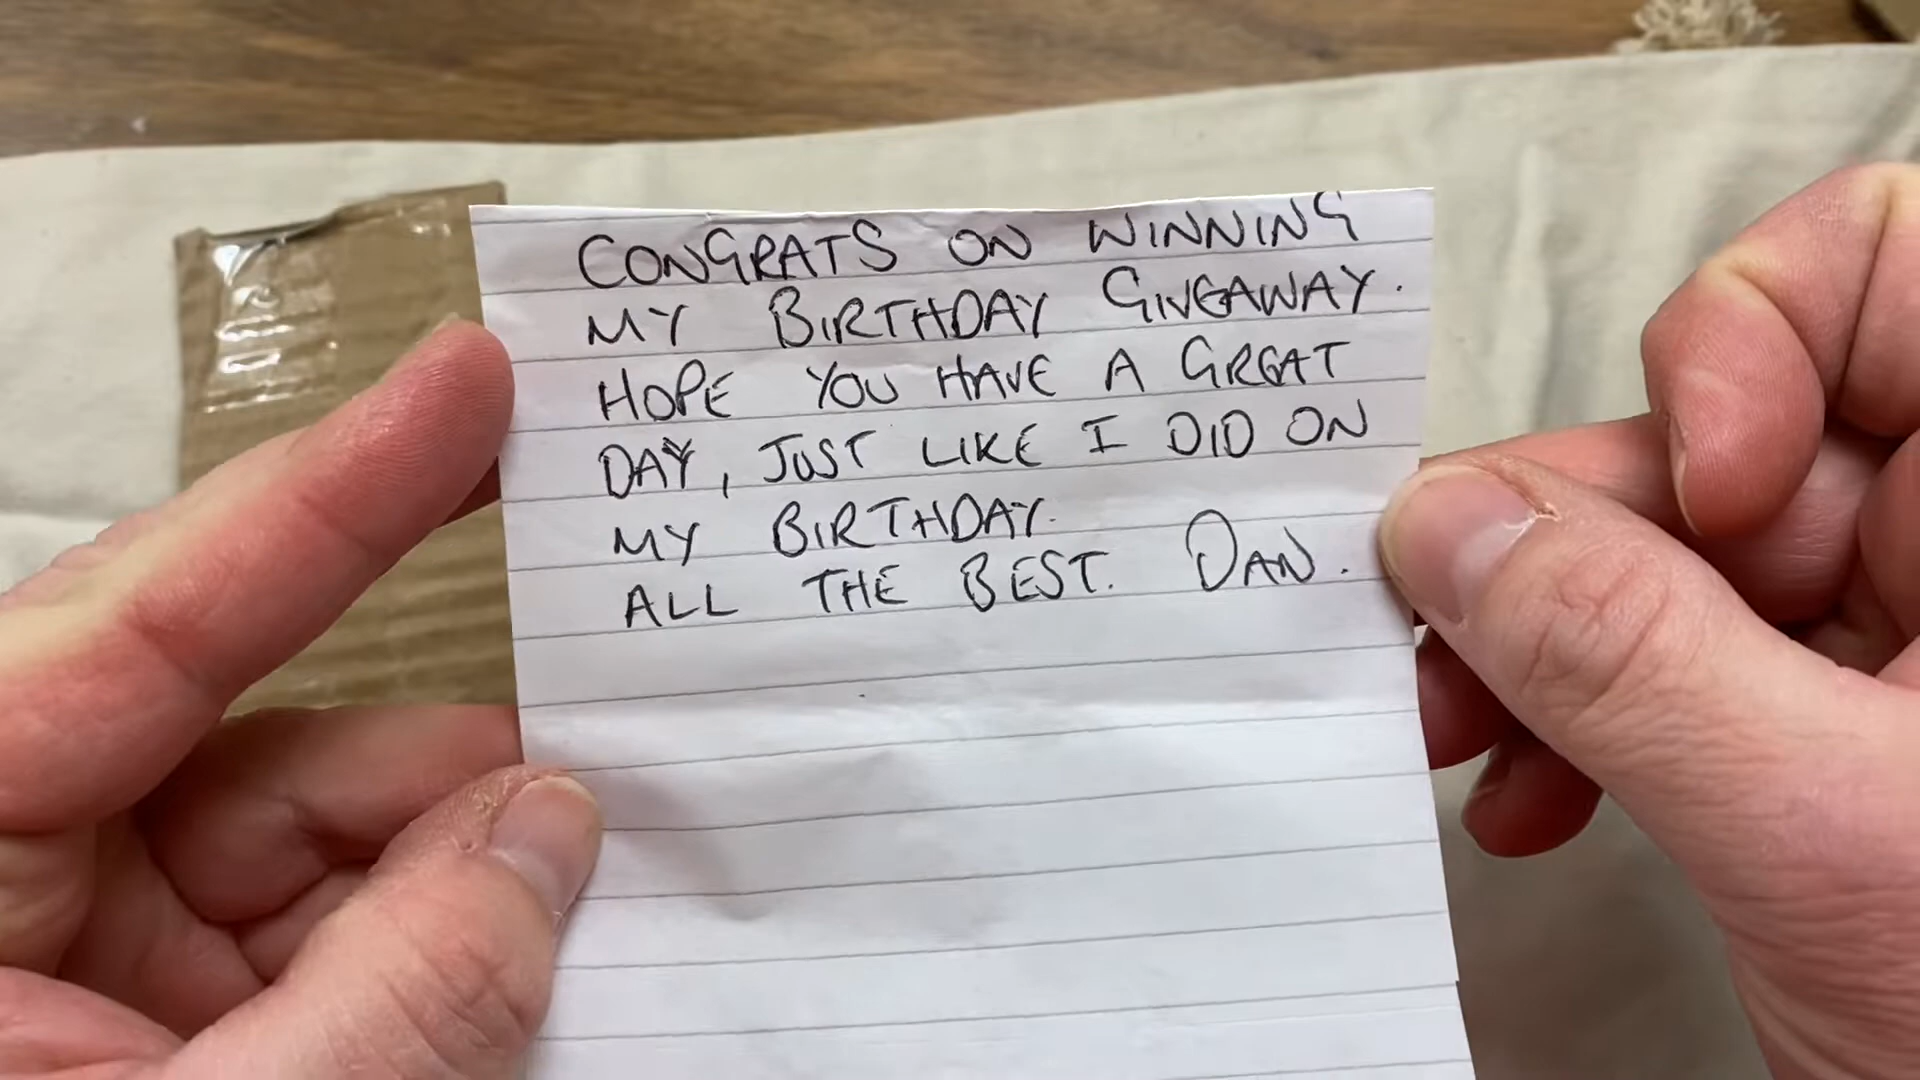 CONGRATS ON WINNING
MY BIRTHDAY GIVEAWAY.
HOPE YOU HAVE A GREAT
DAY, JUST LIKE I DID ON
MY BIRTHDAY.
ALL THE BEST. DAN.